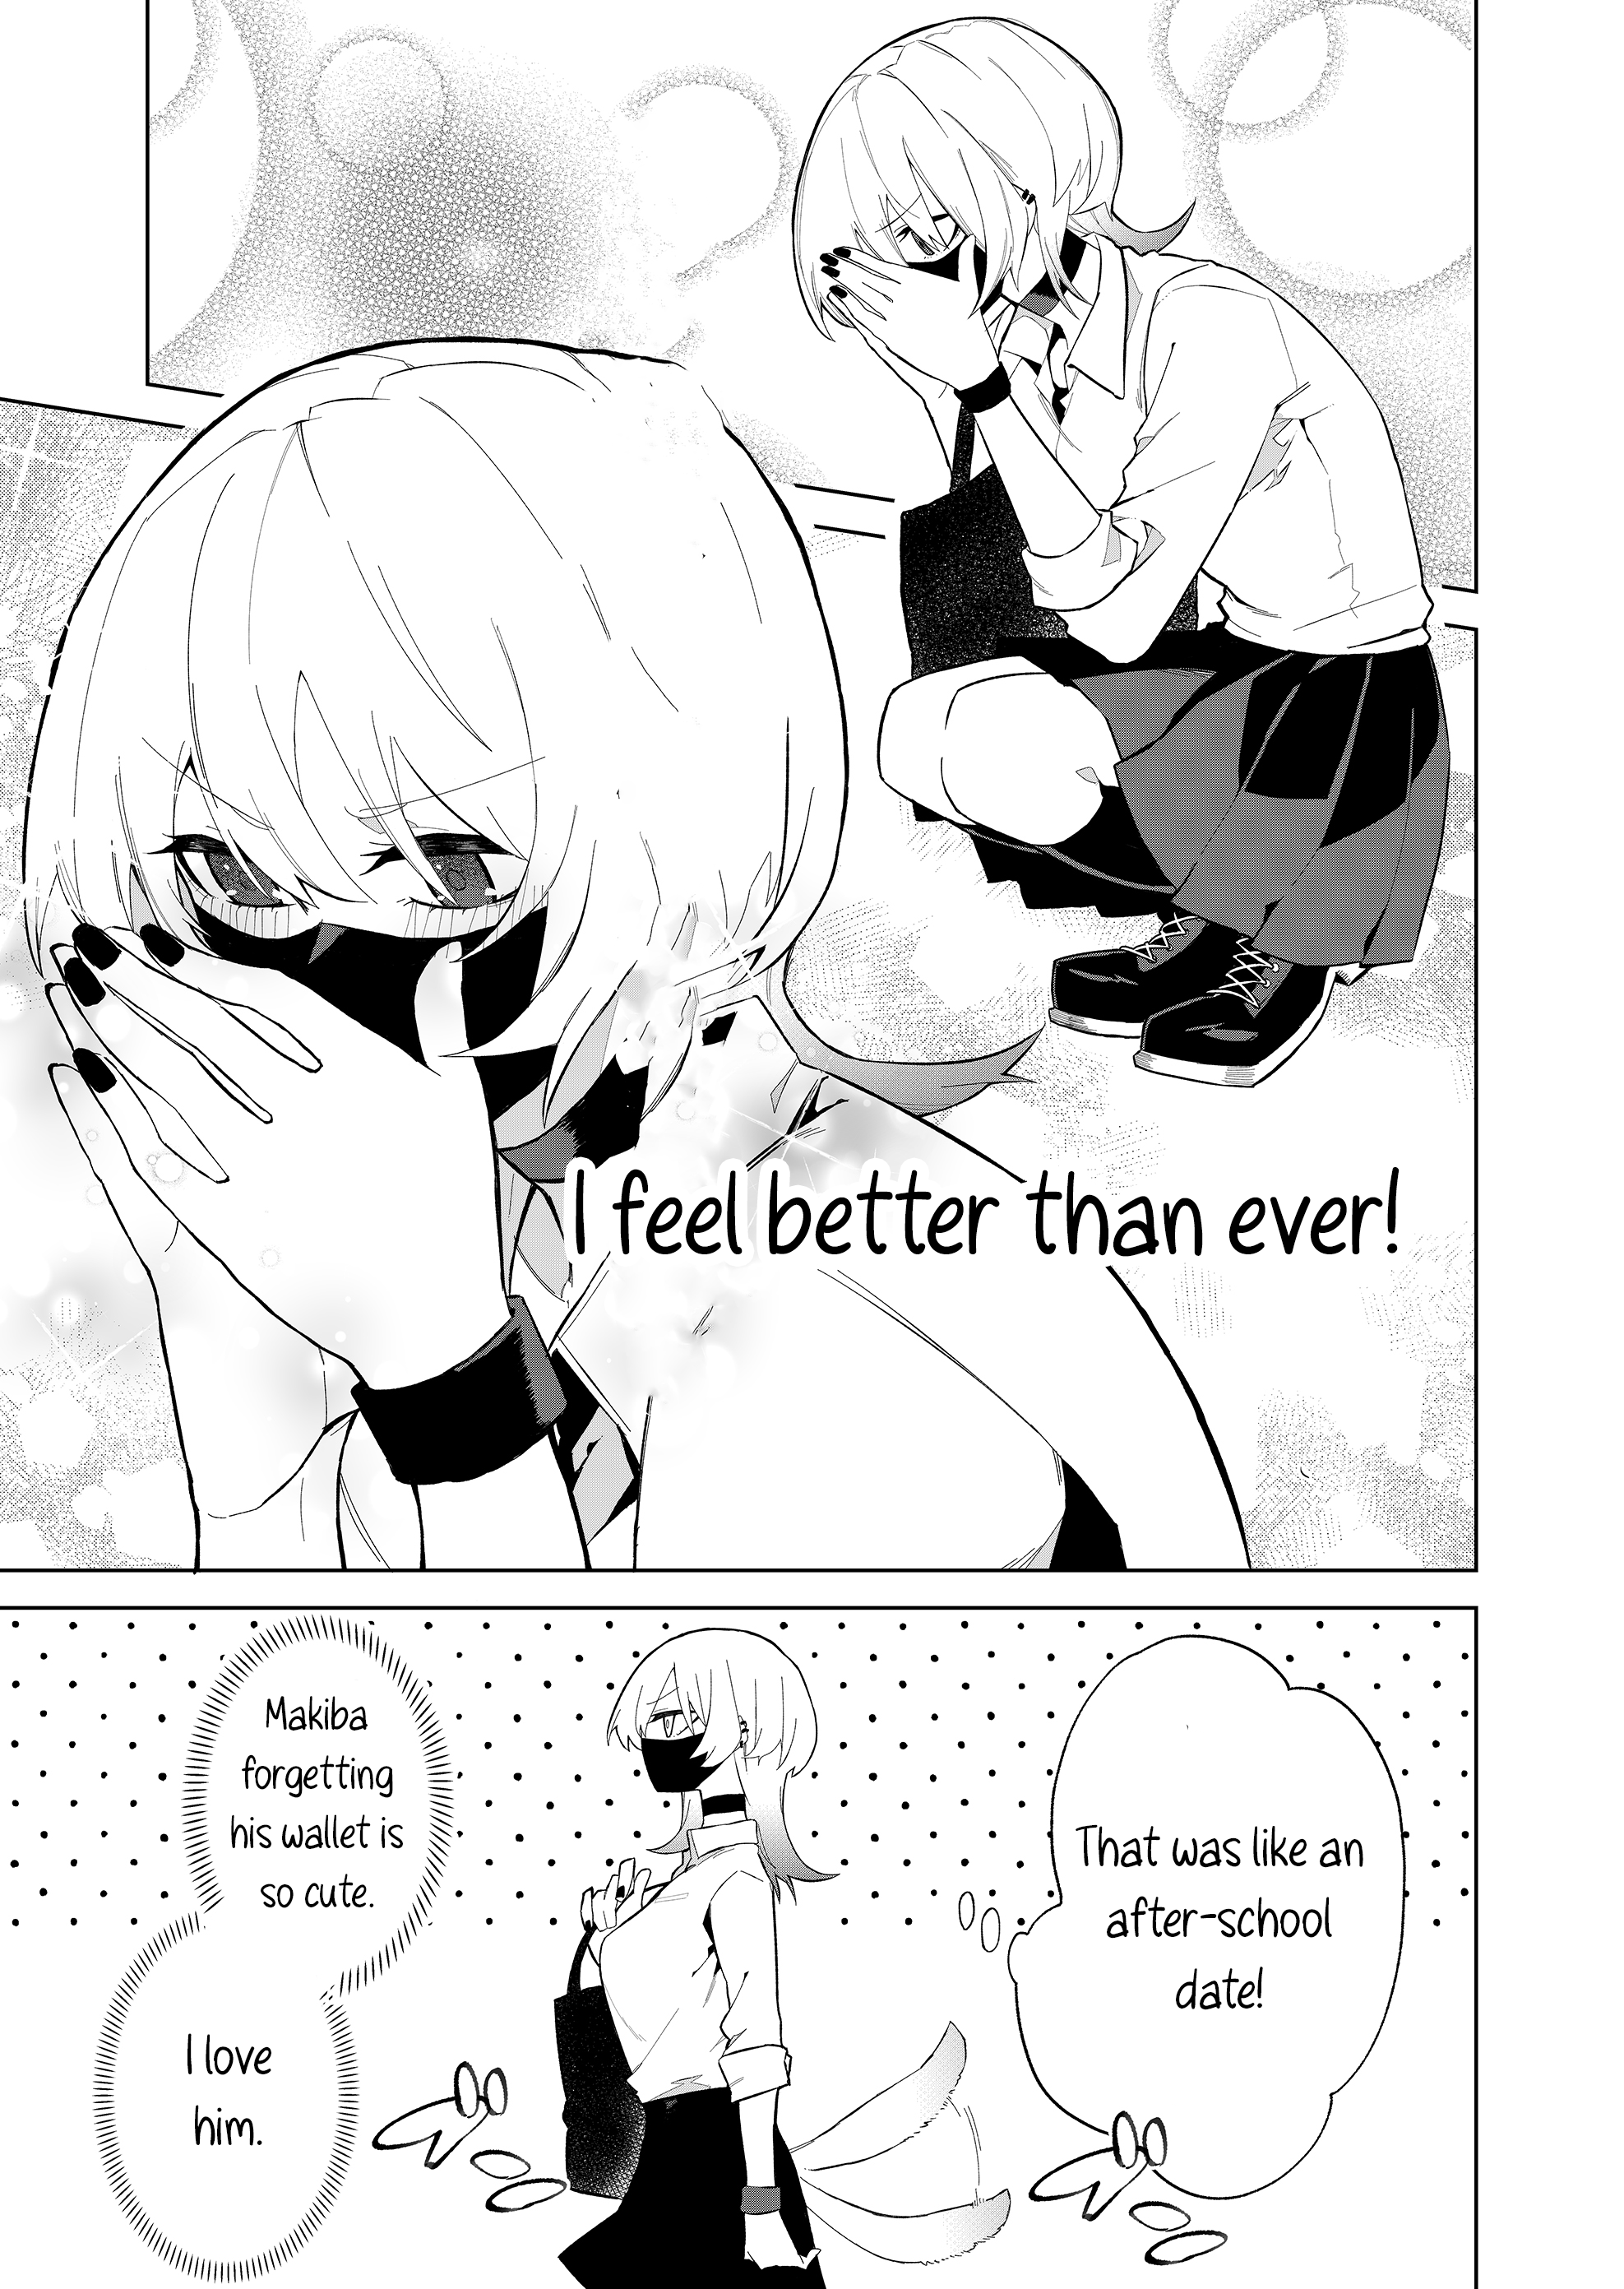 I feel better than ever!
That was like an
after-school
date!
Makiba
forgetting
his wallet is
so cute.
I love
him.